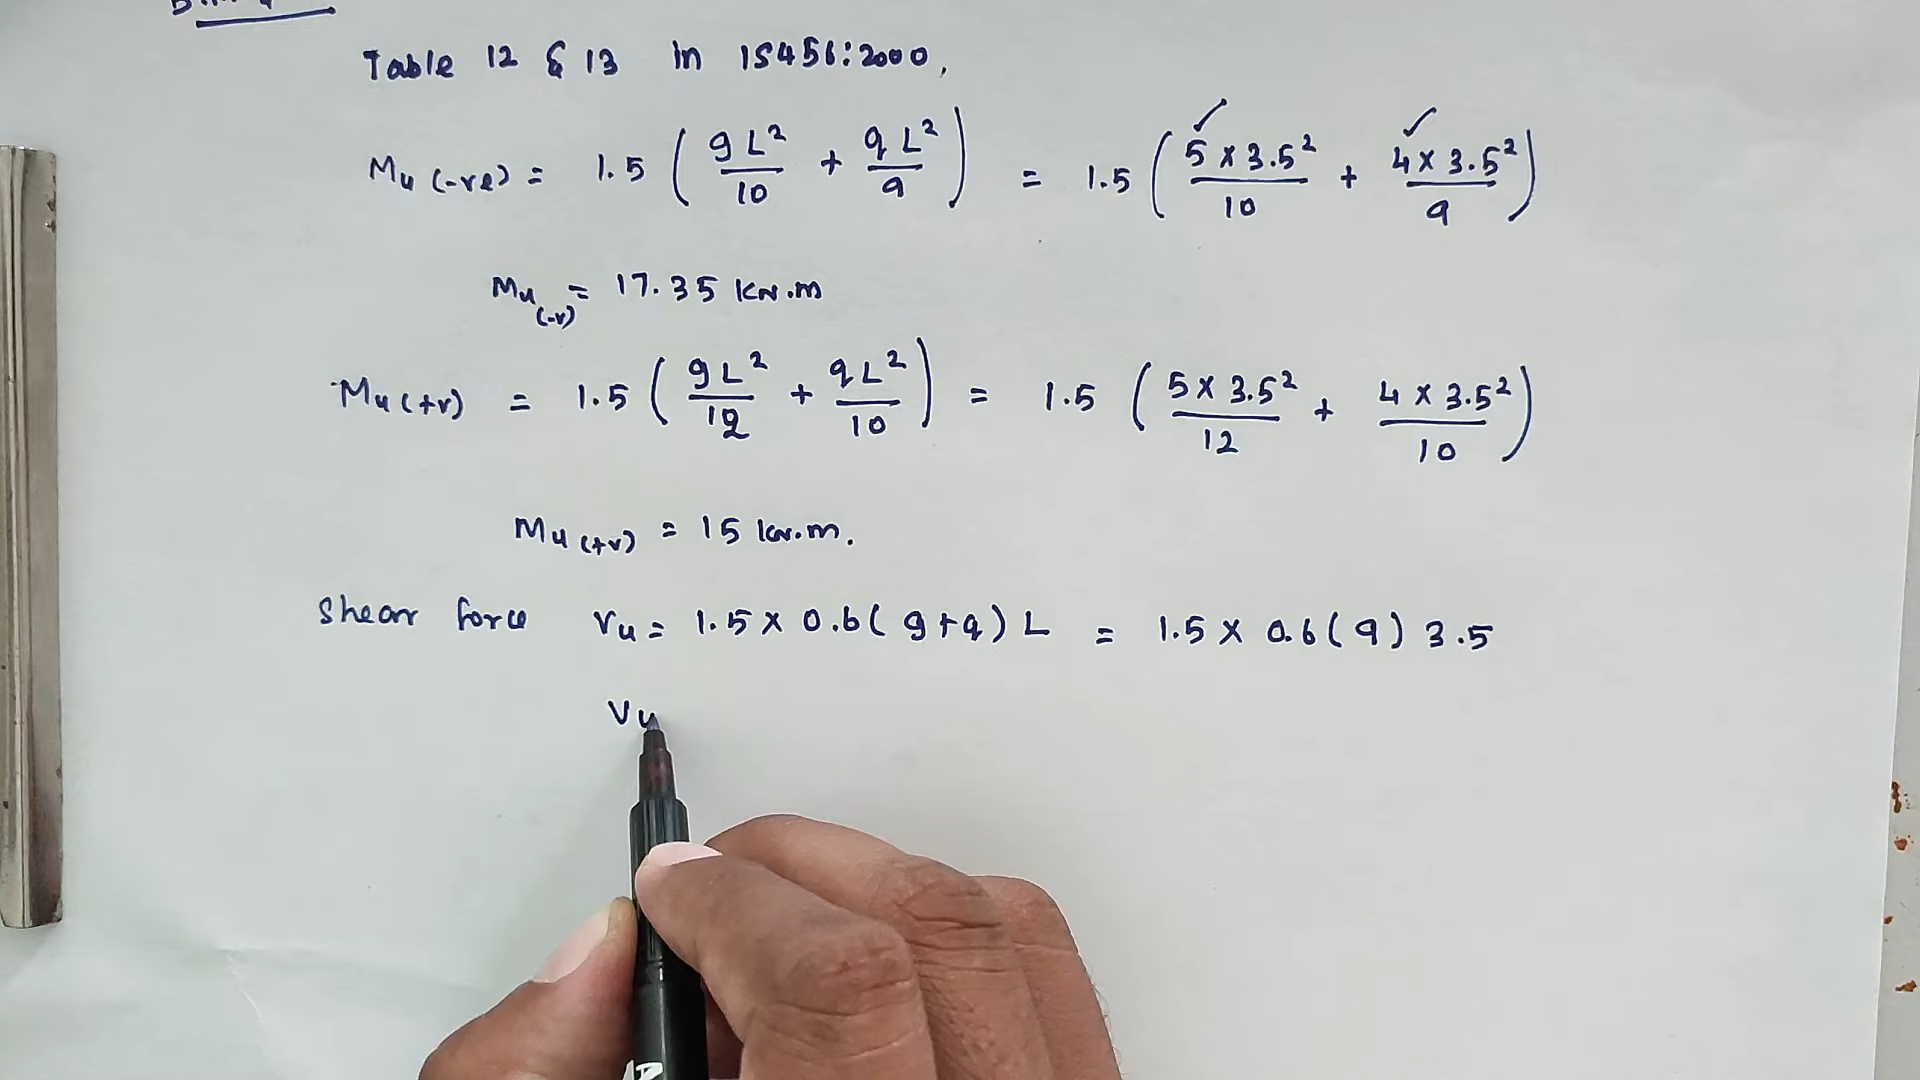 Table 12 & 13 in IS456:2000,
Mu (-ve) = 1.5 ( gL²/10 + qL²/9 ) = 1.5 ( 5 x 3.5²/10 + 4 x 3.5²/9 )
Mu (-v) = 17.35 KN.m
Mu (+v) = 1.5 ( gL²/12 + qL²/10 ) = 1.5 ( 5 x 3.5²/12 + 4 x 3.5²/10 )
Mu (+v) = 15 kN.m.
Shear force Vu = 1.5 x 0.6 ( g+q ) L = 1.5 x 0.6 ( 9 ) 3.5
Vu